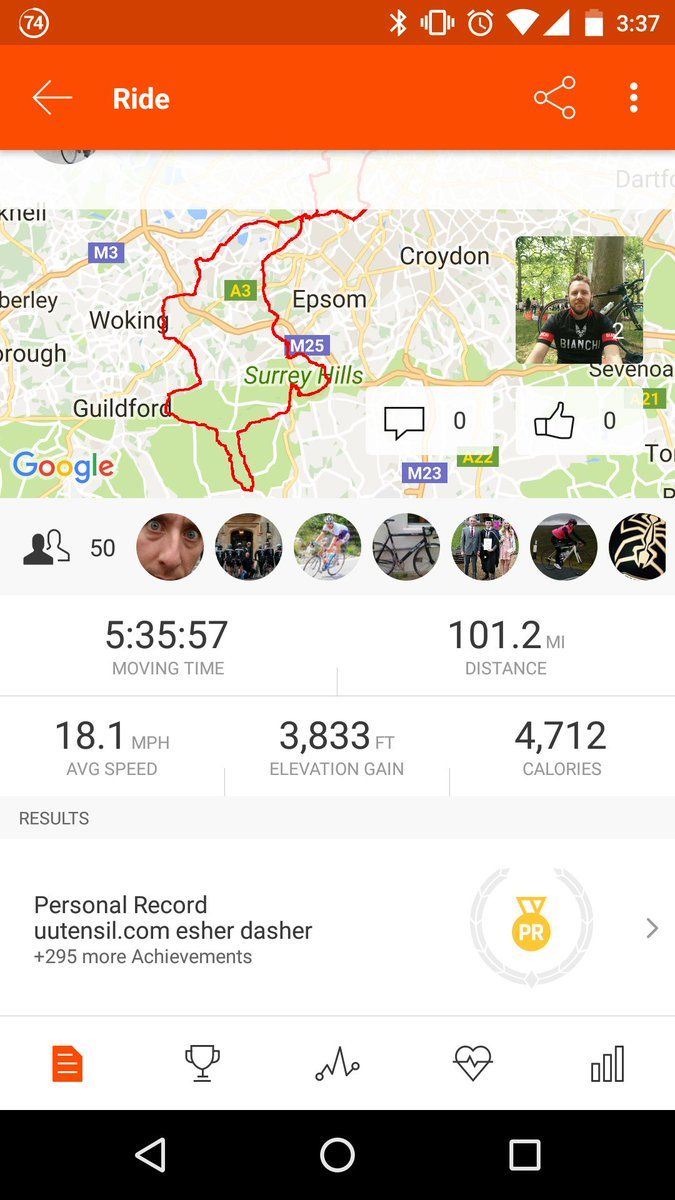 74 3:37
Ride
Dartfo
knell
M3
Croydon
A3
berley
Epsom
Woking
2
BIANCHI
M25
orough
Surrey Hills
Sevenoa
Guildford
A21
0 0
A22
To
Google
M23
50
5:35:57 101.2 MI
MOVING TIME DISTANCE
18.1 MPH 3,833 FT 4,712
AVG SPEED ELEVATION GAIN CALORIES
RESULTS
Personal Record
uutensil.com esher dasher
+295 more Achievements
PR